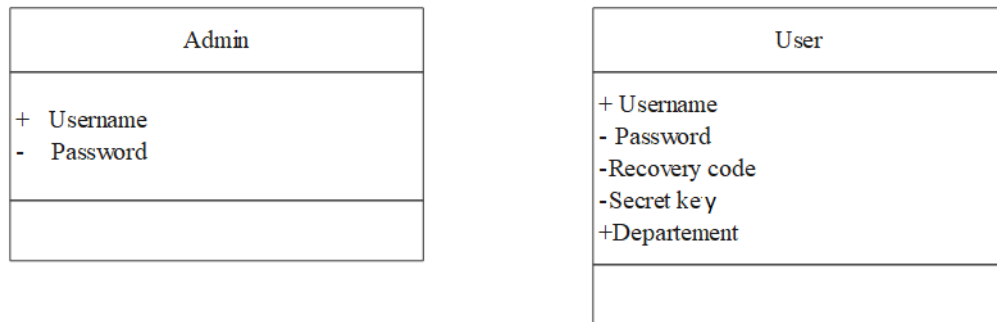 Admin
+ Username
- Password
User
+ Username
- Password
-Recovery code
-Secret key
+Departement